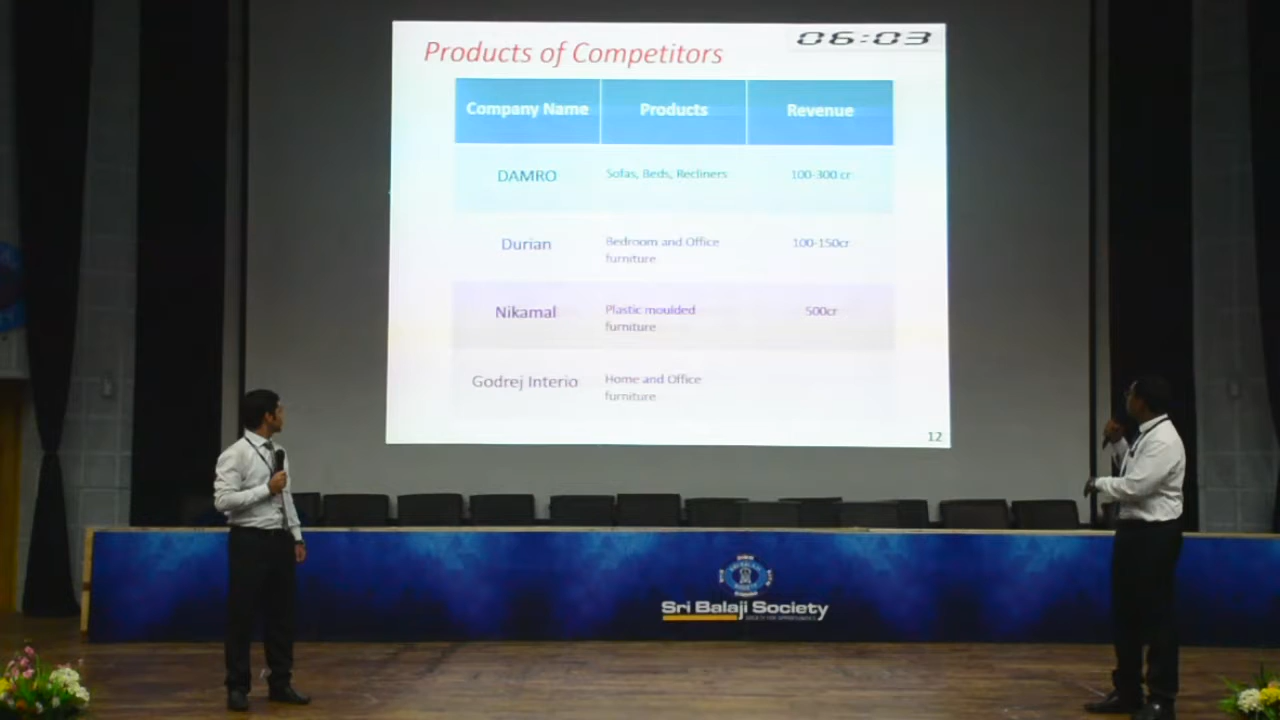 Products of Competitors
06:03
Company Name Products Revenue
DAMRO Sofas, Beds, Recliners 100-300 cr
Durian Bedroom and Office 100-150cr
furniture
Nikamal Plastic moulded 500cr
furniture
Godrej Interio Home and Office
furniture
12
Sri Balaji Society